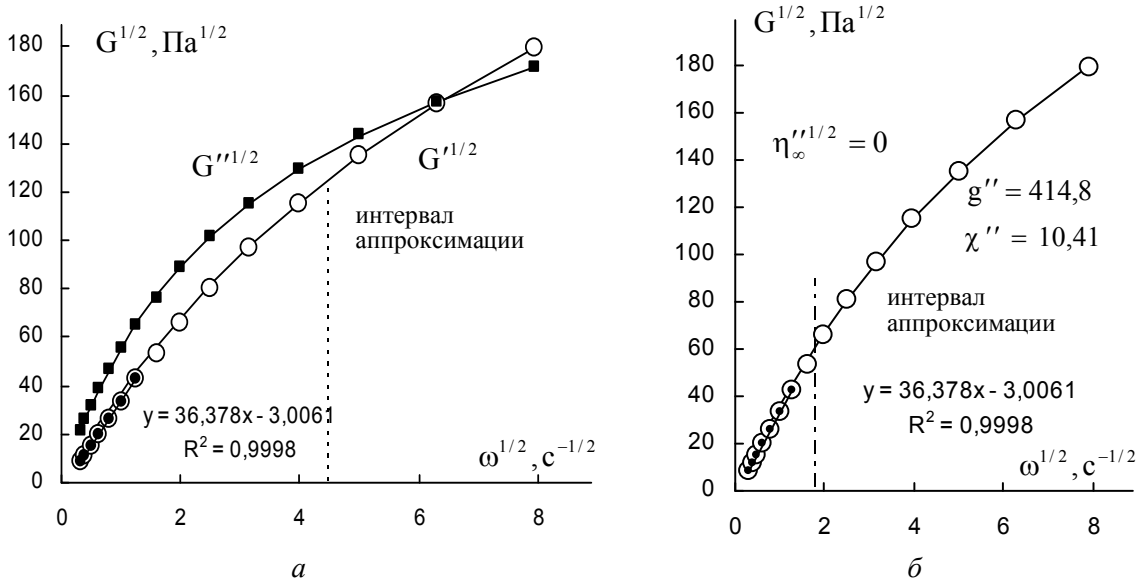 G^{1/2}, Па^{1/2}
180
160
140
120
100
80
60
40
20
0
G''^{1/2}
G'^{1/2}
интервал
аппроксимации
y = 36,378x - 3,0061
R² = 0,9998
ω^{1/2}, c^{-1/2}
0 2 4 6 8
а
G^{1/2}, Па^{1/2}
180
160
140
120
100
80
60
40
20
0
η''_∞^{1/2} = 0
g'' = 414,8
χ'' = 10,41
интервал
аппроксимации
y = 36,378x - 3,0061
R² = 0,9998
ω^{1/2}, c^{-1/2}
0 2 4 6 8
б